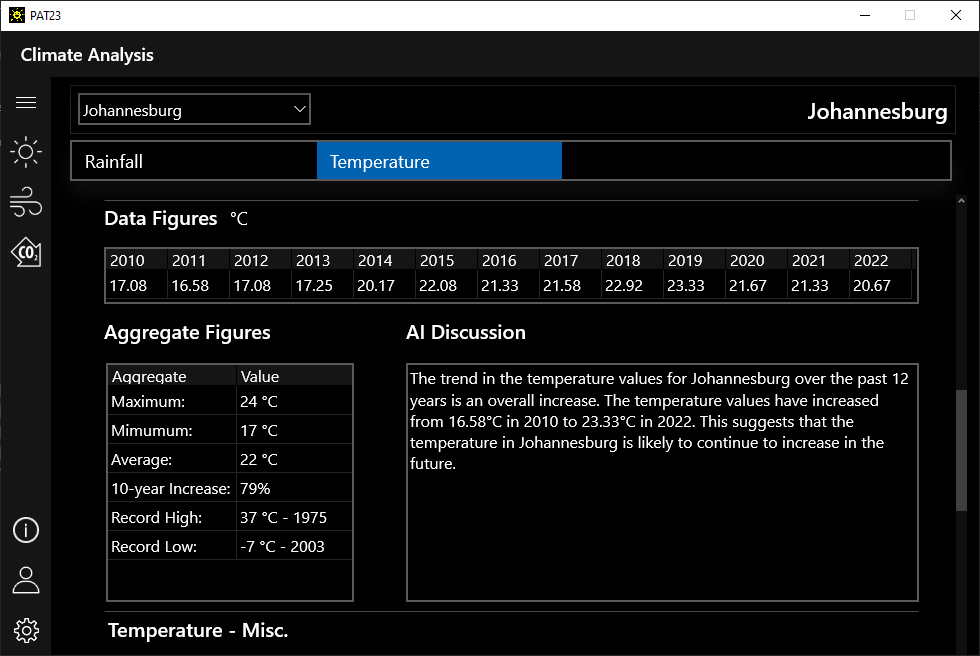 PAT23
Climate Analysis
Johannesburg
Johannesburg
Rainfall Temperature
Data Figures °C
2010 2011 2012 2013 2014 2015 2016 2017 2018 2019 2020 2021 2022
17.08 16.58 17.08 17.25 20.17 22.08 21.33 21.58 22.92 23.33 21.67 21.33 20.67
Aggregate Figures
Aggregate Value
Maximum: 24 °C
Mimumum: 17 °C
Average: 22 °C
10-year Increase: 79%
Record High: 37 °C - 1975
Record Low: -7 °C - 2003
AI Discussion
The trend in the temperature values for Johannesburg over the past 12
years is an overall increase. The temperature values have increased
from 16.58°C in 2010 to 23.33°C in 2022. This suggests that the
temperature in Johannesburg is likely to continue to increase in the
future.
CO₂
Temperature - Misc.